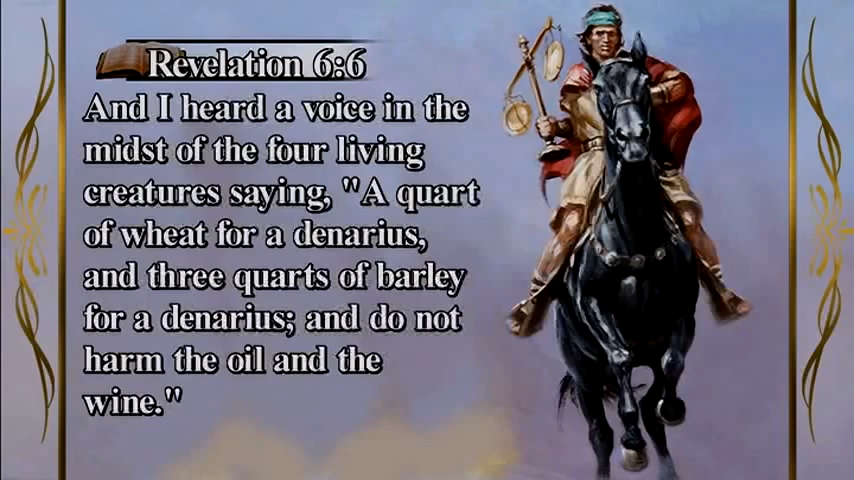 Revelation 6:6
And I heard a voice in the
midst of the four living
creatures saying, "A quart
of wheat for a denarius,
and three quarts of barley
for a denarius; and do not
harm the oil and the
wine."